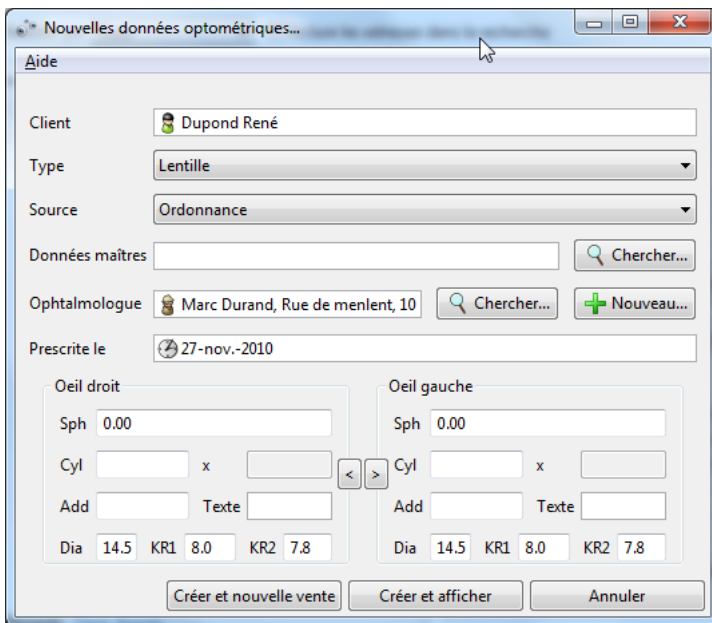 Nouvelles données optométriques...
Aide
Client Dupond René
Type Lentille
Source Ordonnance
Données maîtres Chercher...
Ophtalmologue Marc Durand, Rue de menlent, 10 Chercher... Nouveau...
Prescrite le 27-nov.-2010
Oeil droit Oeil gauche
Sph 0.00 Sph 0.00
Cyl x < > Cyl x
Add Texte Add Texte
Dia 14.5 KR1 8.0 KR2 7.8 Dia 14.5 KR1 8.0 KR2 7.8
Créer et nouvelle vente Créer et afficher Annuler